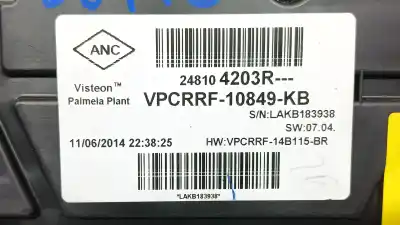 ANC
Visteon™
Palmela Plant
24810 4203R---
VPCRRF-10849-KB
S/N:LAKB183938
SW:07.04.
11/06/2014 22:38:25
HW:VPCRRF-14B115-BR
*LAKB183938*